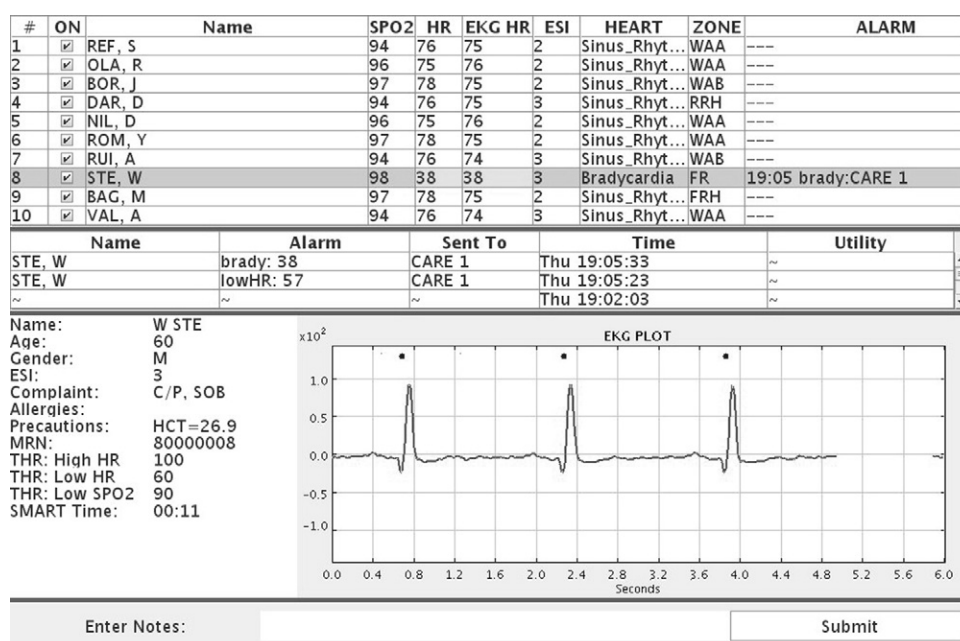 # ON Name SPO2 HR EKG HR ESI HEART ZONE ALARM
1 REF, S 94 76 75 2 Sinus_Rhyt... WAA ---
2 OLA, R 96 75 76 2 Sinus_Rhyt... WAA ---
3 BOR, J 97 78 75 2 Sinus_Rhyt... WAB ---
4 DAR, D 94 76 75 3 Sinus_Rhyt... RRH ---
5 NIL, D 96 75 76 2 Sinus_Rhyt... WAA ---
6 ROM, Y 97 78 75 2 Sinus_Rhyt... WAA ---
7 RUI, A 94 76 74 3 Sinus_Rhyt... WAB ---
8 STE, W 98 38 38 3 Bradycardia FR 19:05 brady:CARE 1
9 BAG, M 97 78 75 2 Sinus_Rhyt... FRH ---
10 VAL, A 94 76 74 3 Sinus_Rhyt... WAA ---
Name Alarm Sent To Time Utility
STE, W brady: 38 CARE 1 Thu 19:05:33 ~
STE, W lowHR: 57 CARE 1 Thu 19:05:23 ~
~ ~ ~ Thu 19:02:03 ~
Name: W STE
Age: 60
Gender: M
ESI: 3
Complaint: C/P, SOB
Allergies:
Precautions: HCT=26.9
MRN: 80000008
THR: High HR 100
THR: Low HR 60
THR: Low SPO2 90
SMART Time: 00:11
EKG PLOT
x10²
1.0
0.5
0.0
-0.5
-1.0
0.0 0.4 0.8 1.2 1.6 2.0 2.4 2.8 3.2 3.6 4.0 4.4 4.8 5.2 5.6 6.0
Seconds
Enter Notes: Submit